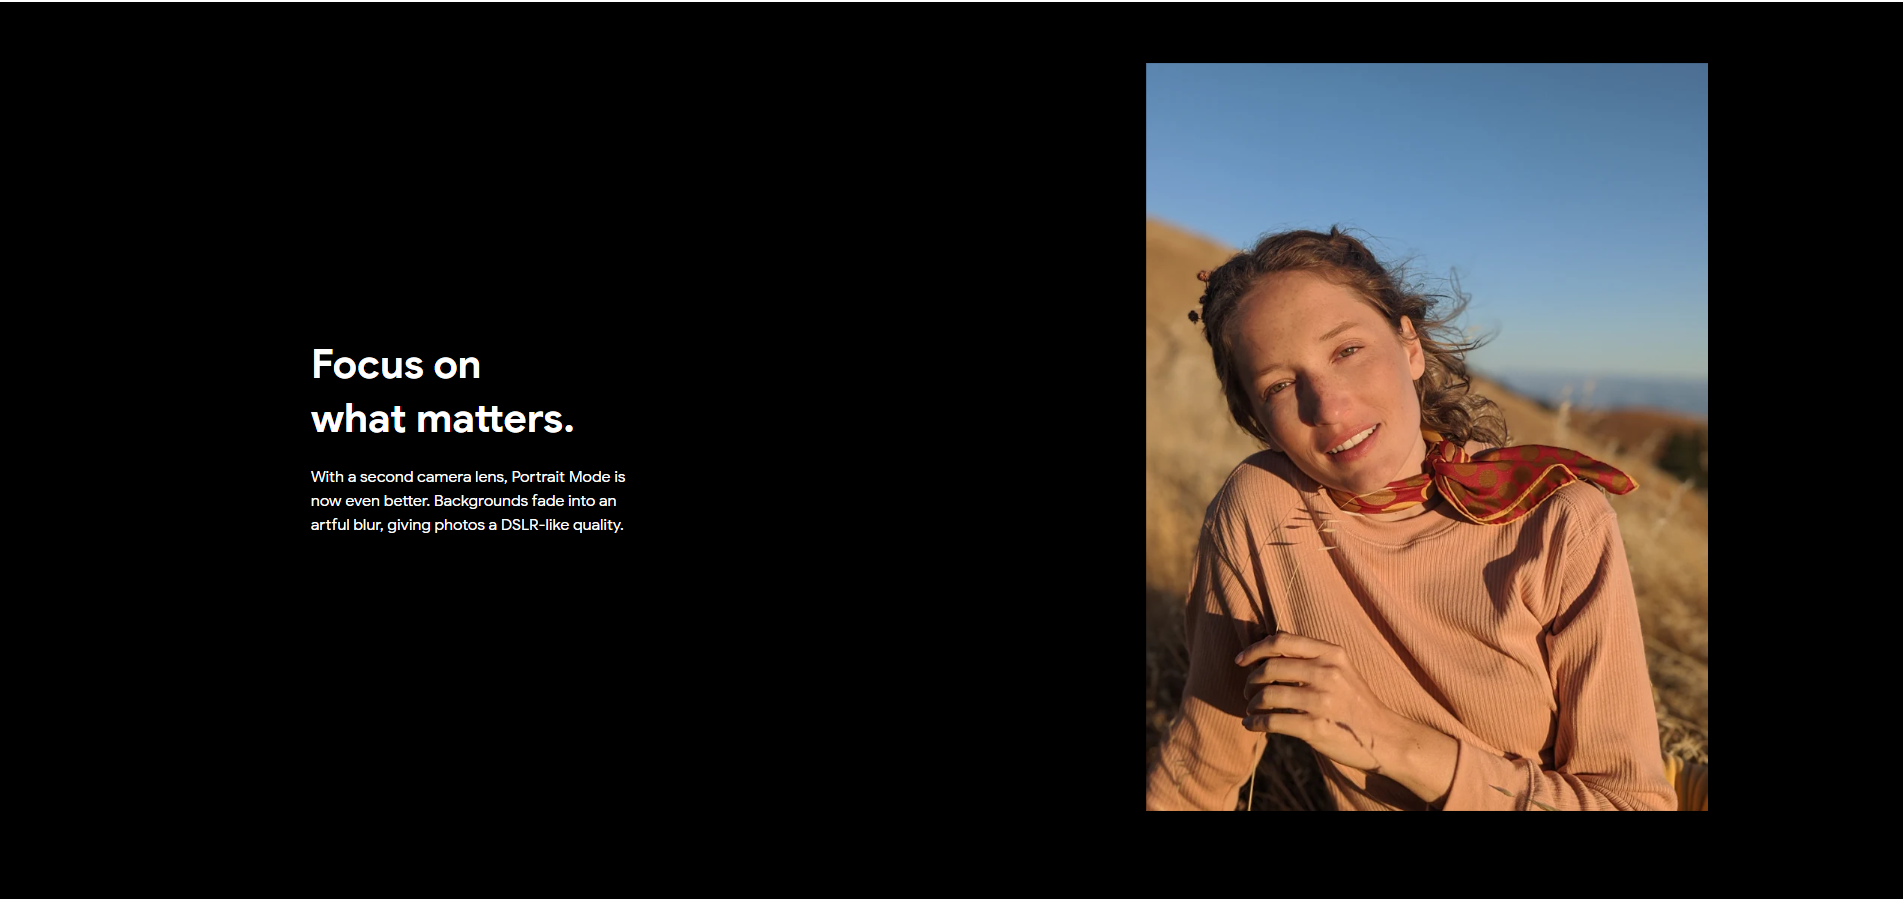 Focus on
what matters.
With a second camera lens, Portrait Mode is
now even better. Backgrounds fade into an
artful blur, giving photos a DSLR-like quality.